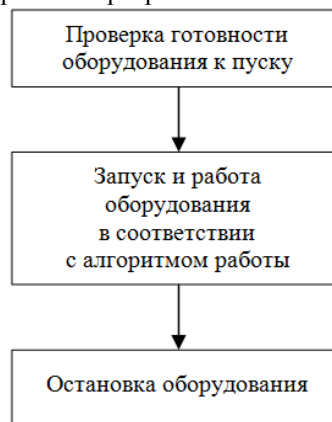 Проверка готовности
оборудования к пуску
Запуск и работа
оборудования
в соответствии
с алгоритмом работы
Остановка оборудования